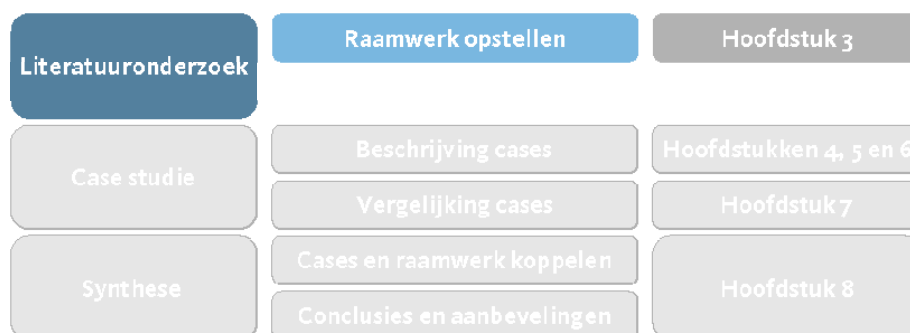 Literatuuronderzoek
Raamwerk opstellen
Hoofdstuk 3
Case studie
Beschrijving cases
Hoofdstukken 4, 5 en 6
Vergelijking cases
Hoofdstuk 7
Synthese
Cases en raamwerk koppelen
Conclusies en aanbevelingen
Hoofdstuk 8